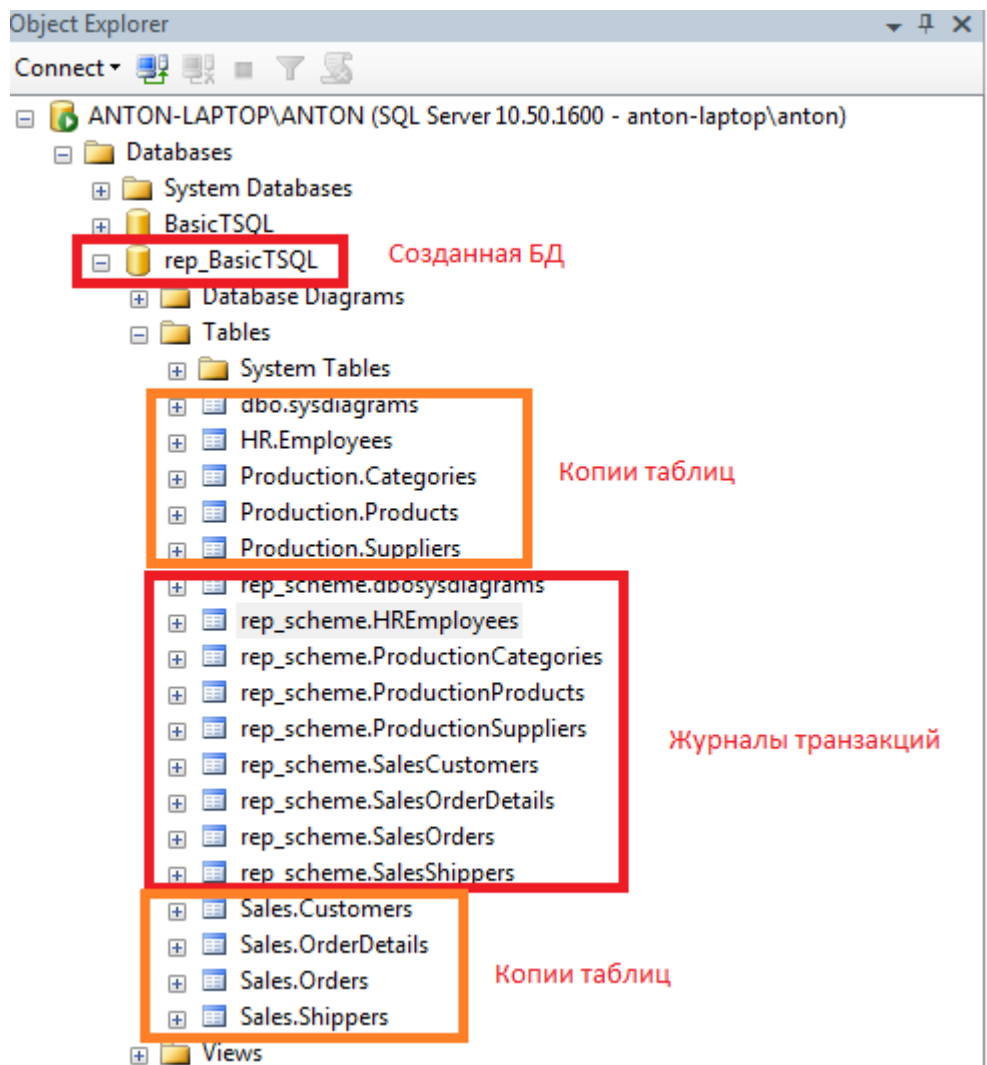 Object Explorer
Connect
ANTON-LAPTOP\ANTON (SQL Server 10.50.1600 - anton-laptop\anton)
Databases
System Databases
BasicTSQL
rep_BasicTSQL Созданная БД
Database Diagrams
Tables
System Tables
dbo.sysdiagrams
HR.Employees
Production.Categories Копии таблиц
Production.Products
Production.Suppliers
rep_scheme.dbosysdiagrams
rep_scheme.HREmployees
rep_scheme.ProductionCategories
rep_scheme.ProductionProducts
rep_scheme.ProductionSuppliers Журналы транзакций
rep_scheme.SalesCustomers
rep_scheme.SalesOrderDetails
rep_scheme.SalesOrders
rep_scheme.SalesShippers
Sales.Customers
Sales.OrderDetails
Sales.Orders Копии таблиц
Sales.Shippers
Views